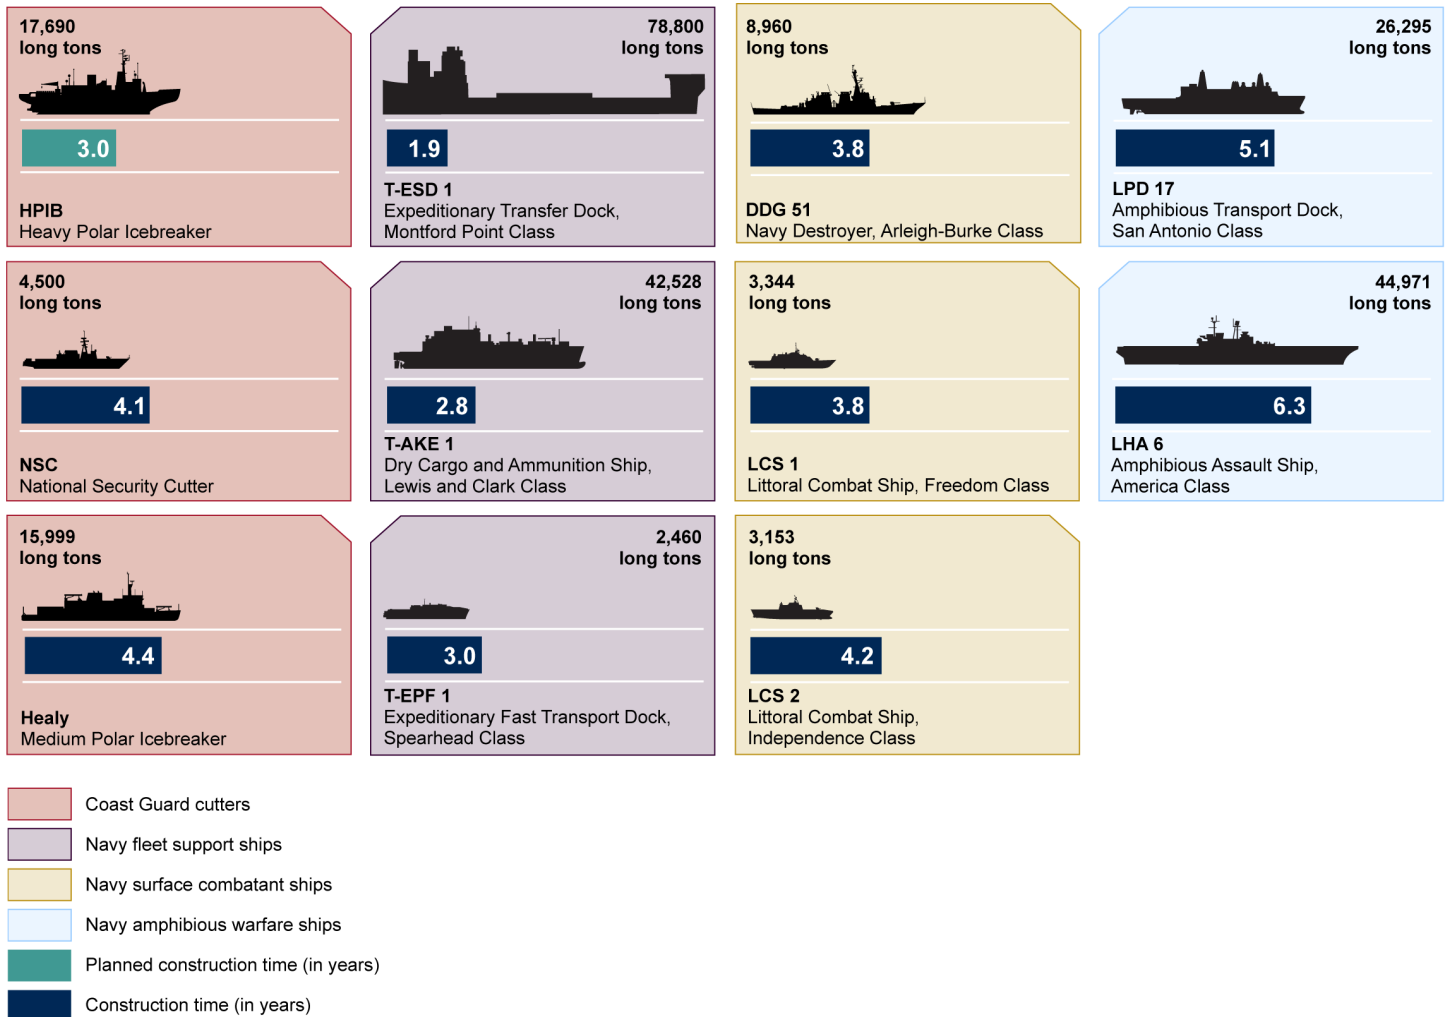 17,690
long tons
3.0
HPIB
Heavy Polar Icebreaker
78,800
long tons
1.9
T-ESD 1
Expeditionary Transfer Dock,
Montford Point Class
8,960
long tons
3.8
DDG 51
Navy Destroyer, Arleigh-Burke Class
26,295
long tons
5.1
LPD 17
Amphibious Transport Dock,
San Antonio Class
4,500
long tons
4.1
NSC
National Security Cutter
42,528
long tons
2.8
T-AKE 1
Dry Cargo and Ammunition Ship,
Lewis and Clark Class
3,344
long tons
3.8
LCS 1
Littoral Combat Ship, Freedom Class
44,971
long tons
6.3
LHA 6
Amphibious Assault Ship,
America Class
15,999
long tons
4.4
Healy
Medium Polar Icebreaker
2,460
long tons
3.0
T-EPF 1
Expeditionary Fast Transport Dock,
Spearhead Class
3,153
long tons
4.2
LCS 2
Littoral Combat Ship,
Independence Class
Coast Guard cutters
Navy fleet support ships
Navy surface combatant ships
Navy amphibious warfare ships
Planned construction time (in years)
Construction time (in years)